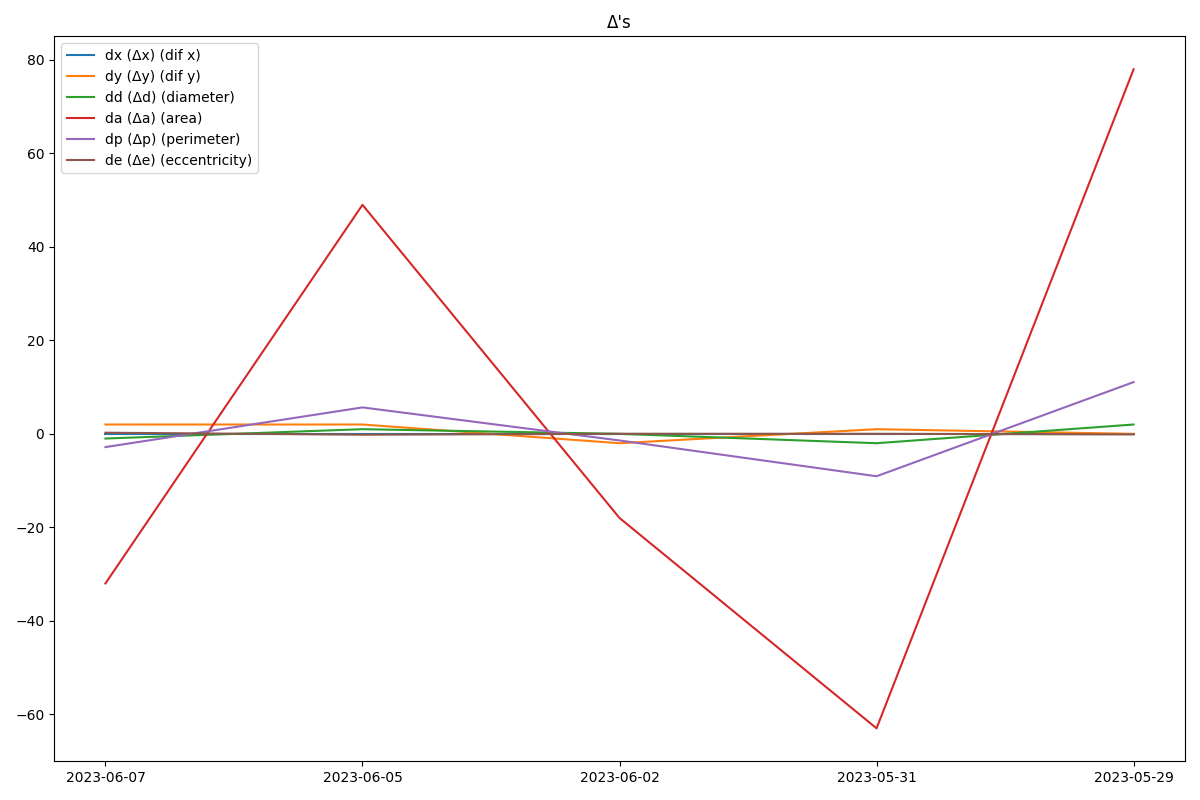 Δ's
dx (Δx) (dif x)
dy (Δy) (dif y)
dd (Δd) (diameter)
da (Δa) (area)
dp (Δp) (perimeter)
de (Δe) (eccentricity)
80
60
40
20
0
−20
−40
−60
2023-06-07 2023-06-05 2023-06-02 2023-05-31 2023-05-29